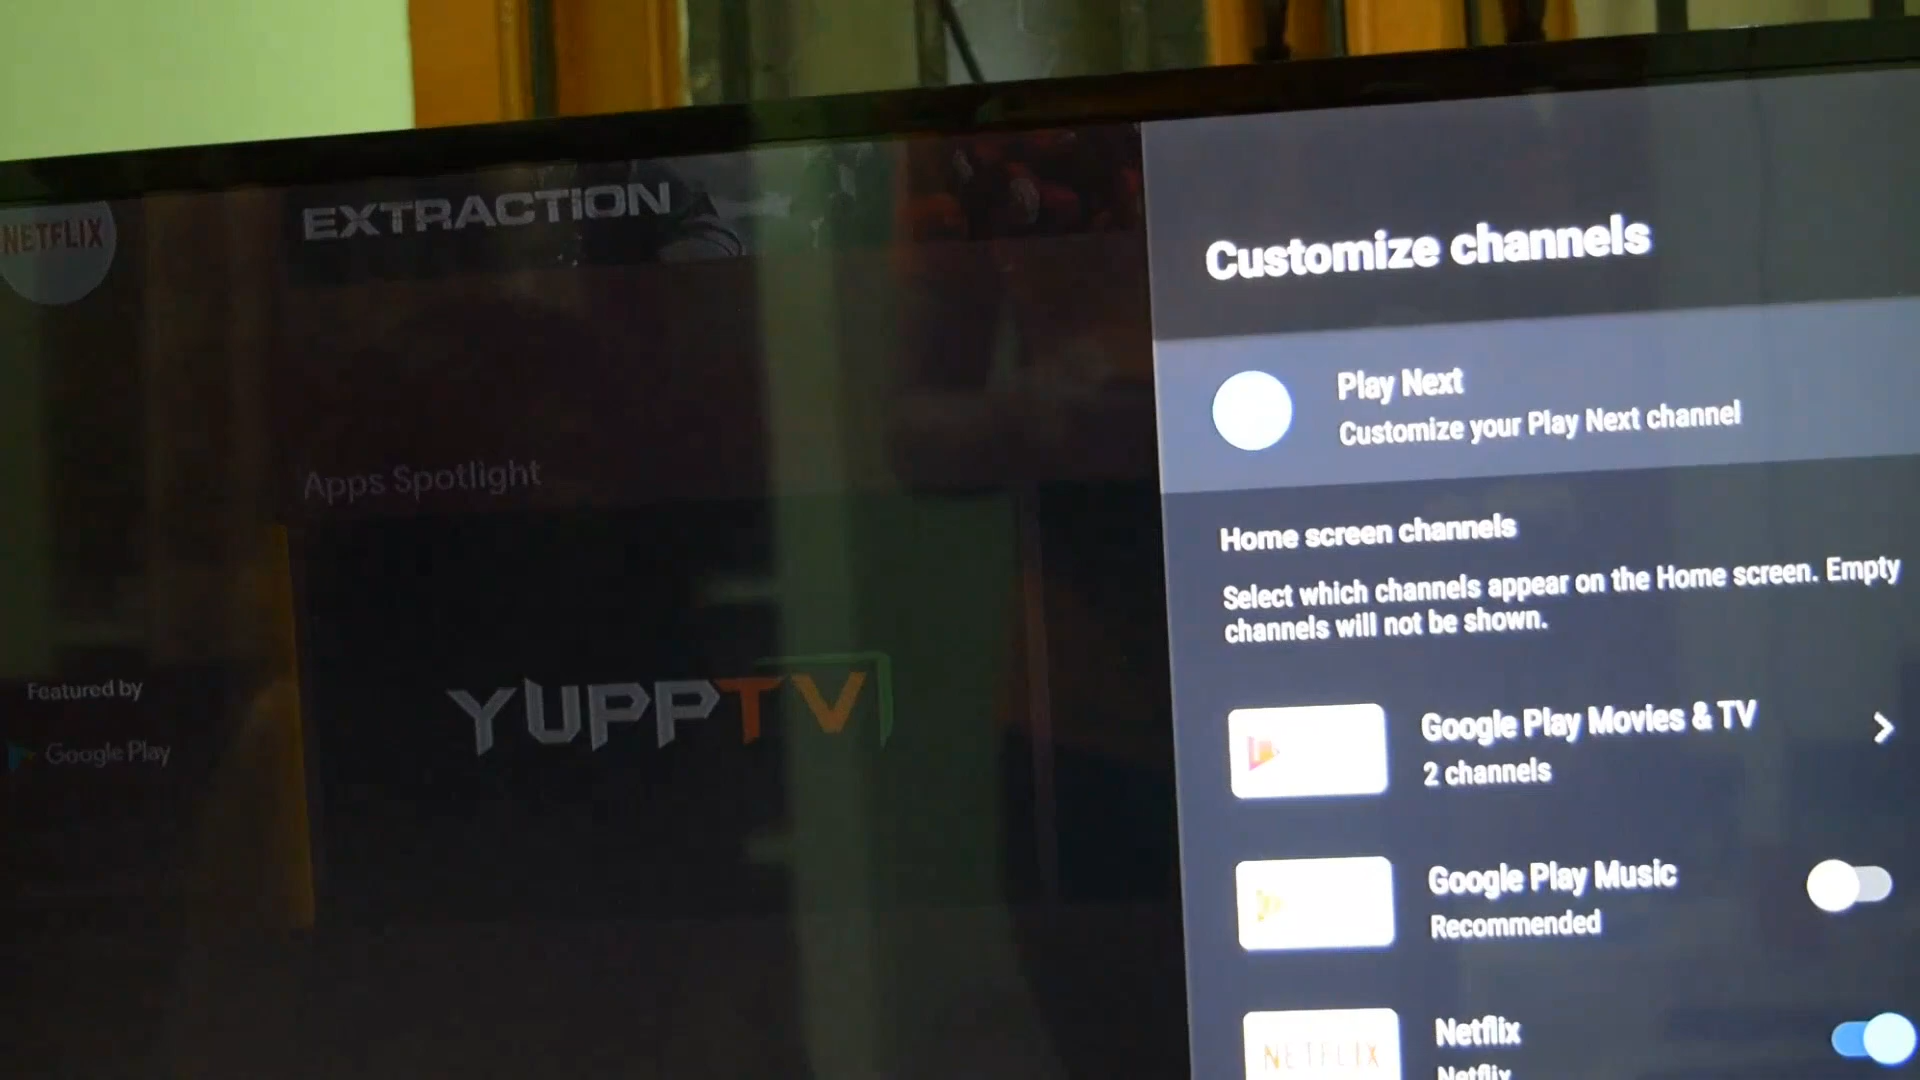 NETFLIX
EXTRACTION
Apps Spotlight
Featured by
Google Play
YUPPTV
Customize channels
Play Next
Customize your Play Next channel
Home screen channels
Select which channels appear on the Home screen. Empty
channels will not be shown.
Google Play Movies & TV
2 channels
Google Play Music
Recommended
NETFLIX
Netflix
Netflix